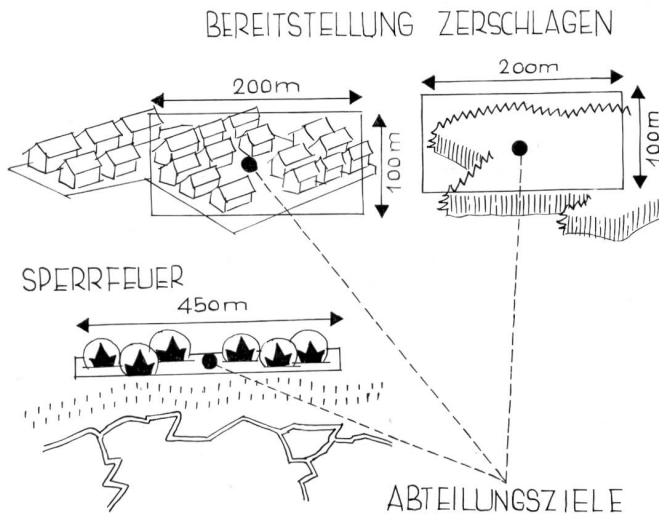 BEREITSTELLUNG ZERSCHLAGEN
200m
200m
100m
100m
SPERRFEUER
450m
ABTEILUNGSZIELE